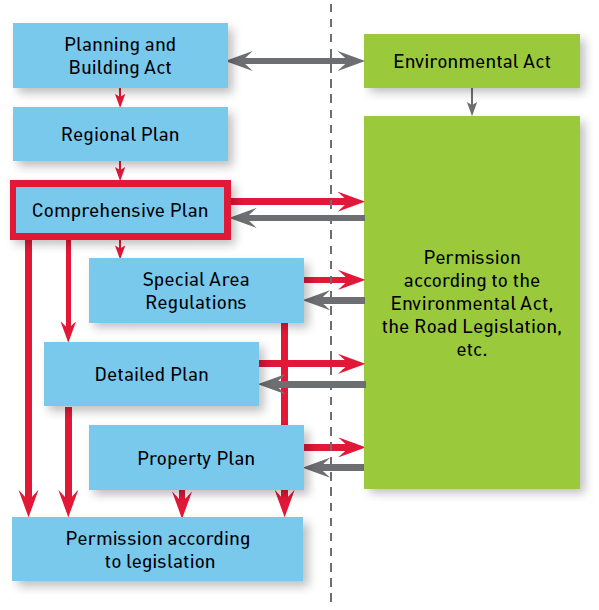 Planning and
Building Act
Environmental Act
Regional Plan
Comprehensive Plan
Special Area
Regulations
Permission
according to the
Environmental Act,
the Road Legislation,
etc.
Detailed Plan
Property Plan
Permission according
to legislation